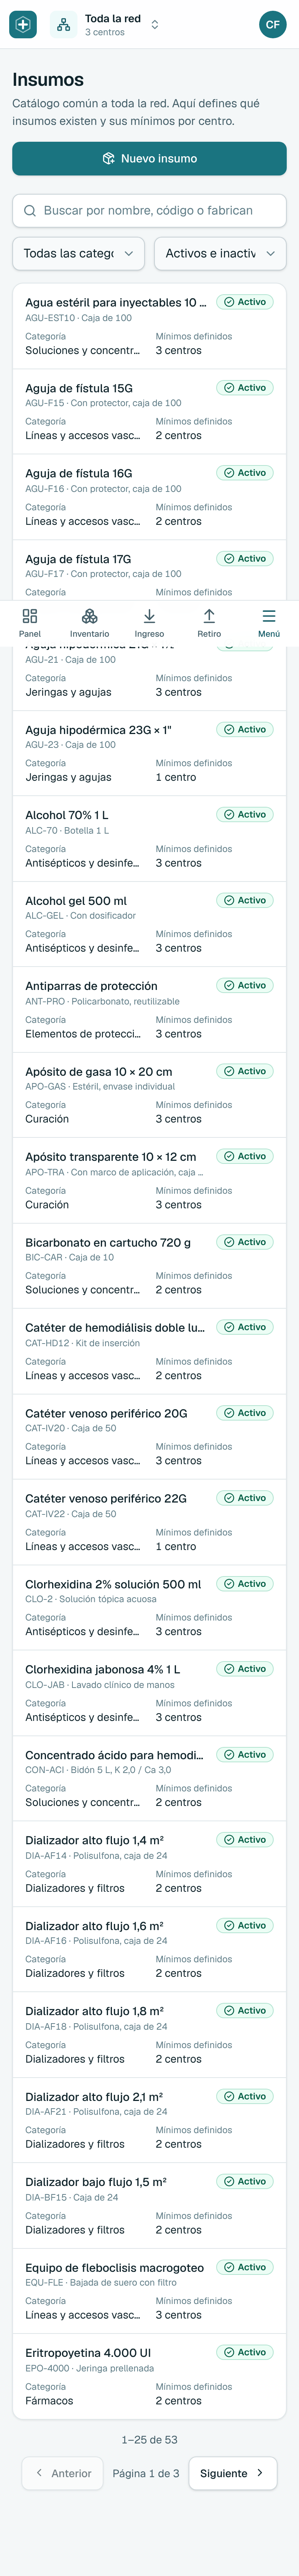 Toda la red
3 centros
CF
Insumos
Catálogo común a toda la red. Aquí defines qué
insumos existen y sus mínimos por centro.
Nuevo insumo
Buscar por nombre, código o fabrican
Todas las categ
Activos e inactiv
Agua estéril para inyectables 10 ...
Activo
AGU-EST10 · Caja de 100
Categoría
Mínimos definidos
Soluciones y concentr...
3 centros
Aguja de fístula 15G
Activo
AGU-F15 · Con protector, caja de 100
Categoría
Mínimos definidos
Líneas y accesos vasc...
2 centros
Aguja de fístula 16G
Activo
AGU-F16 · Con protector, caja de 100
Categoría
Mínimos definidos
Líneas y accesos vasc...
2 centros
Aguja de fístula 17G
Activo
AGU-F17 · Con protector, caja de 100
Categoría
Mínimos definidos
Panel
Inventario
Ingreso
Retiro
Menú
AGU-21 · Caja de 100
Categoría
Mínimos definidos
Jeringas y agujas
3 centros
Aguja hipodérmica 23G × 1"
Activo
AGU-23 · Caja de 100
Categoría
Mínimos definidos
Jeringas y agujas
1 centro
Alcohol 70% 1 L
Activo
ALC-70 · Botella 1 L
Categoría
Mínimos definidos
Antisépticos y desinfe...
3 centros
Alcohol gel 500 ml
Activo
ALC-GEL · Con dosificador
Categoría
Mínimos definidos
Antisépticos y desinfe...
3 centros
Antiparras de protección
Activo
ANT-PRO · Policarbonato, reutilizable
Categoría
Mínimos definidos
Elementos de protecci...
3 centros
Apósito de gasa 10 × 20 cm
Activo
APO-GAS · Estéril, envase individual
Categoría
Mínimos definidos
Curación
3 centros
Apósito transparente 10 × 12 cm
Activo
APO-TRA · Con marco de aplicación, caja ...
Categoría
Mínimos definidos
Curación
3 centros
Bicarbonato en cartucho 720 g
Activo
BIC-CAR · Caja de 10
Categoría
Mínimos definidos
Soluciones y concentr...
2 centros
Catéter de hemodiálisis doble lu...
Activo
CAT-HD12 · Kit de inserción
Categoría
Mínimos definidos
Líneas y accesos vasc...
2 centros
Catéter venoso periférico 20G
Activo
CAT-IV20 · Caja de 50
Categoría
Mínimos definidos
Líneas y accesos vasc...
3 centros
Catéter venoso periférico 22G
Activo
CAT-IV22 · Caja de 50
Categoría
Mínimos definidos
Líneas y accesos vasc...
1 centro
Clorhexidina 2% solución 500 ml
Activo
CLO-2 · Solución tópica acuosa
Categoría
Mínimos definidos
Antisépticos y desinfe...
3 centros
Clorhexidina jabonosa 4% 1 L
Activo
CLO-JAB · Lavado clínico de manos
Categoría
Mínimos definidos
Antisépticos y desinfe...
3 centros
Concentrado ácido para hemodi...
Activo
CON-ACI · Bidón 5 L, K 2,0 / Ca 3,0
Categoría
Mínimos definidos
Soluciones y concentr...
2 centros
Dializador alto flujo 1,4 m²
Activo
DIA-AF14 · Polisulfona, caja de 24
Categoría
Mínimos definidos
Dializadores y filtros
2 centros
Dializador alto flujo 1,6 m²
Activo
DIA-AF16 · Polisulfona, caja de 24
Categoría
Mínimos definidos
Dializadores y filtros
2 centros
Dializador alto flujo 1,8 m²
Activo
DIA-AF18 · Polisulfona, caja de 24
Categoría
Mínimos definidos
Dializadores y filtros
2 centros
Dializador alto flujo 2,1 m²
Activo
DIA-AF21 · Polisulfona, caja de 24
Categoría
Mínimos definidos
Dializadores y filtros
2 centros
Dializador bajo flujo 1,5 m²
Activo
DIA-BF15 · Caja de 24
Categoría
Mínimos definidos
Dializadores y filtros
2 centros
Equipo de fleboclisis macrogoteo
Activo
EQU-FLE · Bajada de suero con filtro
Categoría
Mínimos definidos
Líneas y accesos vasc...
3 centros
Eritropoyetina 4.000 UI
Activo
EPO-4000 · Jeringa prellenada
Categoría
Mínimos definidos
Fármacos
2 centros
1–25 de 53
Anterior
Página 1 de 3
Siguiente